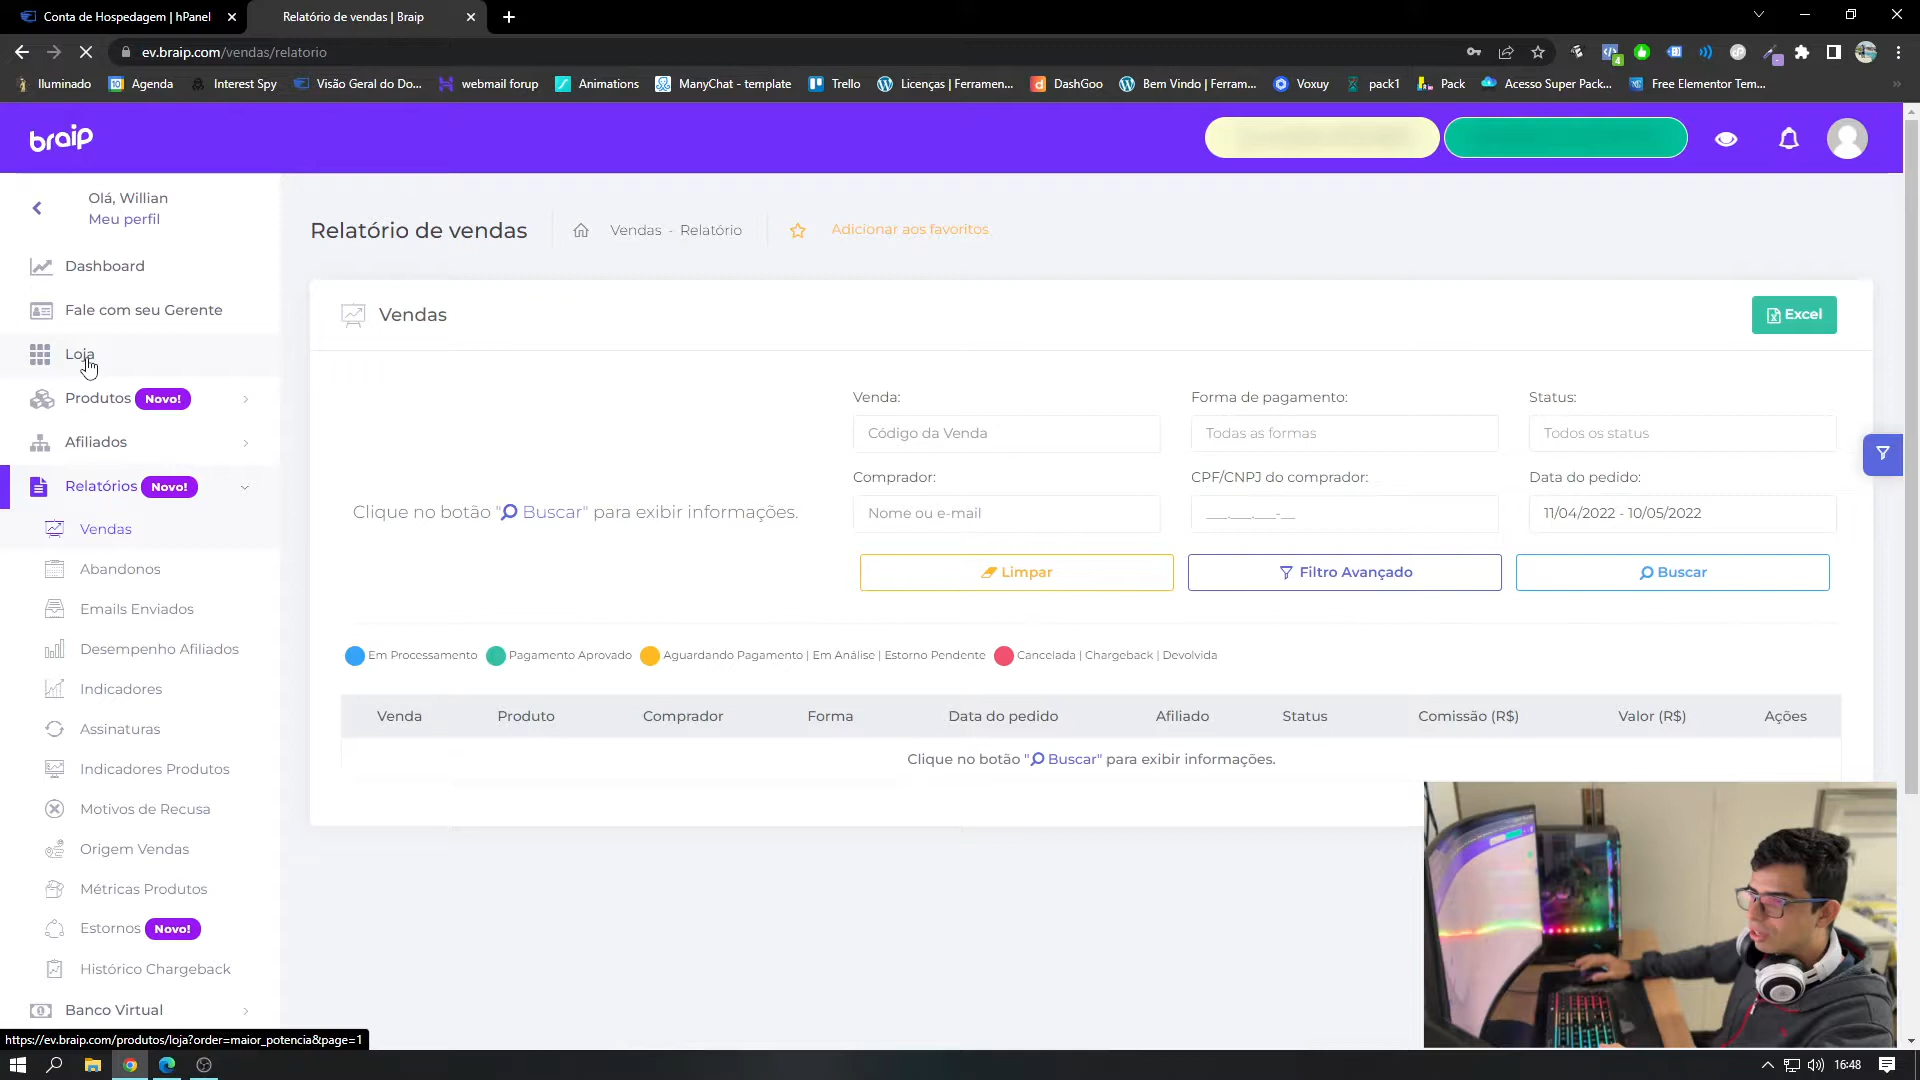 Conta de Hospedagem | hPanel
Relatório de vendas | Braip
ev.braip.com/vendas/relatorio
4
Iluminado
10 Agenda
Interest Spy
Visão Geral do Do...
webmail forup
Animations
ManyChat - template
Trello
Licenças | Ferramen...
DashGoo
Bem Vindo | Ferram...
Voxuy
pack1
Pack
Acesso Super Pack...
Free Elementor Tem...
braip
Olá, Willian
Meu perfil
Dashboard
Fale com seu Gerente
Loja
Produtos Novo!
Afiliados
Relatórios Novo!
Vendas
Abandonos
Emails Enviados
Desempenho Afiliados
Indicadores
Assinaturas
Indicadores Produtos
Motivos de Recusa
Origem Vendas
Métricas Produtos
Estornos Novo!
Histórico Chargeback
Banco Virtual
Relatório de vendas
Vendas - Relatório
Adicionar aos favoritos
Vendas
Excel
Clique no botão "Buscar" para exibir informações.
Venda:
Código da Venda
Forma de pagamento:
Todas as formas
Status:
Todos os status
Comprador:
Nome ou e-mail
CPF/CNPJ do comprador:
___.___.___-__
Data do pedido:
11/04/2022 - 10/05/2022
Limpar
Filtro Avançado
Buscar
Em Processamento
Pagamento Aprovado
Aguardando Pagamento | Em Análise | Estorno Pendente
Cancelada | Chargeback | Devolvida
Venda Produto Comprador Forma Data do pedido Afiliado Status Comissão (R$) Valor (R$) Ações
Clique no botão "Buscar" para exibir informações.
https://ev.braip.com/produtos/loja?order=maior_potencia&page=1
16:48